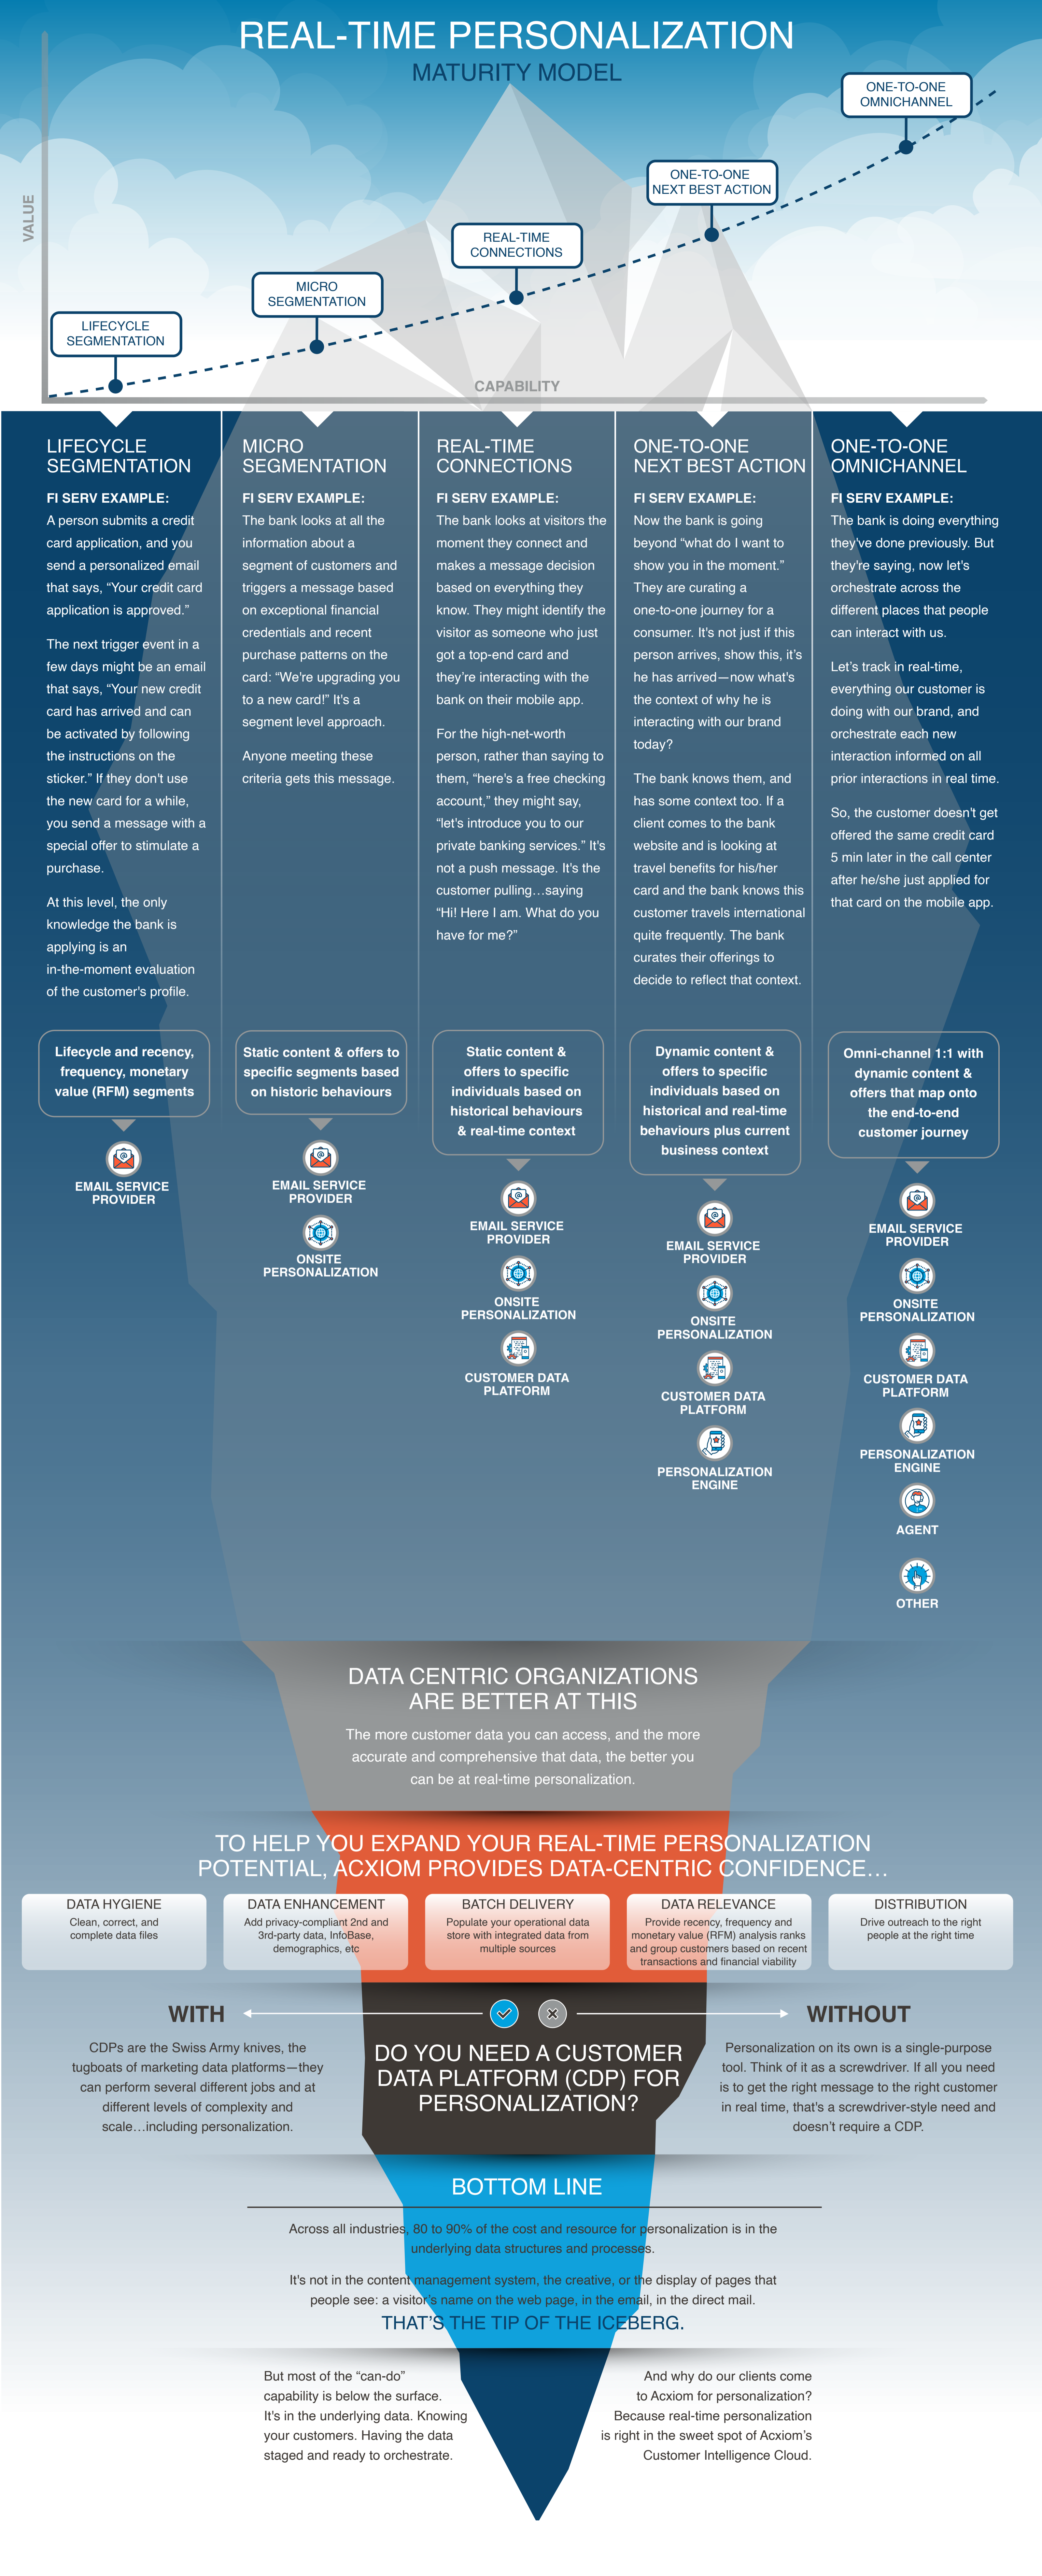 REAL-TIME PERSONALIZATION
MATURITY MODEL
ONE-TO-ONE
OMNICHANNEL
ONE-TO-ONE
NEXT BEST ACTION
REAL-TIME
CONNECTIONS
MICRO
SEGMENTATION
LIFECYCLE
SEGMENTATION
VALUE
CAPABILITY
LIFECYCLE
SEGMENTATION
FI SERV EXAMPLE:
A person submits a credit
card application, and you
send a personalized email
that says, “Your credit card
application is approved.”
The next trigger event in a
few days might be an email
that says, “Your new credit
card has arrived and can
be activated by following
the instructions on the
sticker.” If they don't use
the new card for a while,
you send a message with a
special offer to stimulate a
purchase.
At this level, the only
knowledge the bank is
applying is an
in-the-moment evaluation
of the customer's profile.
Lifecycle and recency,
frequency, monetary
value (RFM) segments
EMAIL SERVICE
PROVIDER
MICRO
SEGMENTATION
FI SERV EXAMPLE:
The bank looks at all the
information about a
segment of customers and
triggers a message based
on exceptional financial
credentials and recent
purchase patterns on the
card: “We're upgrading you
to a new card!” It's a
segment level approach.
Anyone meeting these
criteria gets this message.
Static content & offers to
specific segments based
on historic behaviours
EMAIL SERVICE
PROVIDER
ONSITE
PERSONALIZATION
REAL-TIME
CONNECTIONS
FI SERV EXAMPLE:
The bank looks at visitors the
moment they connect and
makes a message decision
based on everything they
know. They might identify the
visitor as someone who just
got a top-end card and
they’re interacting with the
bank on their mobile app.
For the high-net-worth
person, rather than saying to
them, “here’s a free checking
account,” they might say,
“let’s introduce you to our
private banking services.” It's
not a push message. It's the
customer pulling…saying
“Hi! Here I am. What do you
have for me?”
Static content &
offers to specific
individuals based on
historical behaviours
& real-time context
EMAIL SERVICE
PROVIDER
ONSITE
PERSONALIZATION
CUSTOMER DATA
PLATFORM
ONE-TO-ONE
NEXT BEST ACTION
FI SERV EXAMPLE:
Now the bank is going
beyond “what do I want to
show you in the moment.”
They are curating a
one-to-one journey for a
consumer. It's not just if this
person arrives, show this, it’s
he has arrived—now what's
the context of why he is
interacting with our brand
today?
The bank knows them, and
has some context too. If a
client comes to the bank
website and is looking at
travel benefits for his/her
card and the bank knows this
customer travels international
quite frequently. The bank
curates their offerings to
decide to reflect that context.
Dynamic content &
offers to specific
individuals based on
historical and real-time
behaviours plus current
business context
EMAIL SERVICE
PROVIDER
ONSITE
PERSONALIZATION
CUSTOMER DATA
PLATFORM
PERSONALIZATION
ENGINE
ONE-TO-ONE
OMNICHANNEL
FI SERV EXAMPLE:
The bank is doing everything
they've done previously. But
they're saying, now let's
orchestrate across the
different places that people
can interact with us.
Let’s track in real-time,
everything our customer is
doing with our brand, and
orchestrate each new
interaction informed on all
prior interactions in real time.
So, the customer doesn't get
offered the same credit card
5 min later in the call center
after he/she just applied for
that card on the mobile app.
Omni-channel 1:1 with
dynamic content &
offers that map onto
the end-to-end
customer journey
EMAIL SERVICE
PROVIDER
ONSITE
PERSONALIZATION
CUSTOMER DATA
PLATFORM
PERSONALIZATION
ENGINE
AGENT
OTHER
DATA CENTRIC ORGANIZATIONS
ARE BETTER AT THIS
The more customer data you can access, and the more
accurate and comprehensive that data, the better you
can be at real-time personalization.
TO HELP YOU EXPAND YOUR REAL-TIME PERSONALIZATION
POTENTIAL, ACXIOM PROVIDES DATA-CENTRIC CONFIDENCE…
DATA HYGIENE
Clean, correct, and
complete data files
DATA ENHANCEMENT
Add privacy-compliant 2nd and
3rd-party data, InfoBase,
demographics, etc
BATCH DELIVERY
Populate your operational data
store with integrated data from
multiple sources
DATA RELEVANCE
Provide recency, frequency and
monetary value (RFM) analysis ranks
and group customers based on recent
transactions and financial viability
DISTRIBUTION
Drive outreach to the right
people at the right time
WITH
CDPs are the Swiss Army knives, the
tugboats of marketing data platforms—they
can perform several different jobs and at
different levels of complexity and
scale…including personalization.
DO YOU NEED A CUSTOMER
DATA PLATFORM (CDP) FOR
PERSONALIZATION?
WITHOUT
Personalization on its own is a single-purpose
tool. Think of it as a screwdriver. If all you need
is to get the right message to the right customer
in real time, that's a screwdriver-style need and
doesn’t require a CDP.
BOTTOM LINE
Across all industries, 80 to 90% of the cost and resource for personalization is in the
underlying data structures and processes.
It's not in the content management system, the creative, or the display of pages that
people see: a visitor's name on the web page, in the email, in the direct mail.
THAT’S THE TIP OF THE ICEBERG.
But most of the “can-do”
capability is below the surface.
It's in the underlying data. Knowing
your customers. Having the data
staged and ready to orchestrate.
And why do our clients come
to Acxiom for personalization?
Because real-time personalization
is right in the sweet spot of Acxiom’s
Customer Intelligence Cloud.